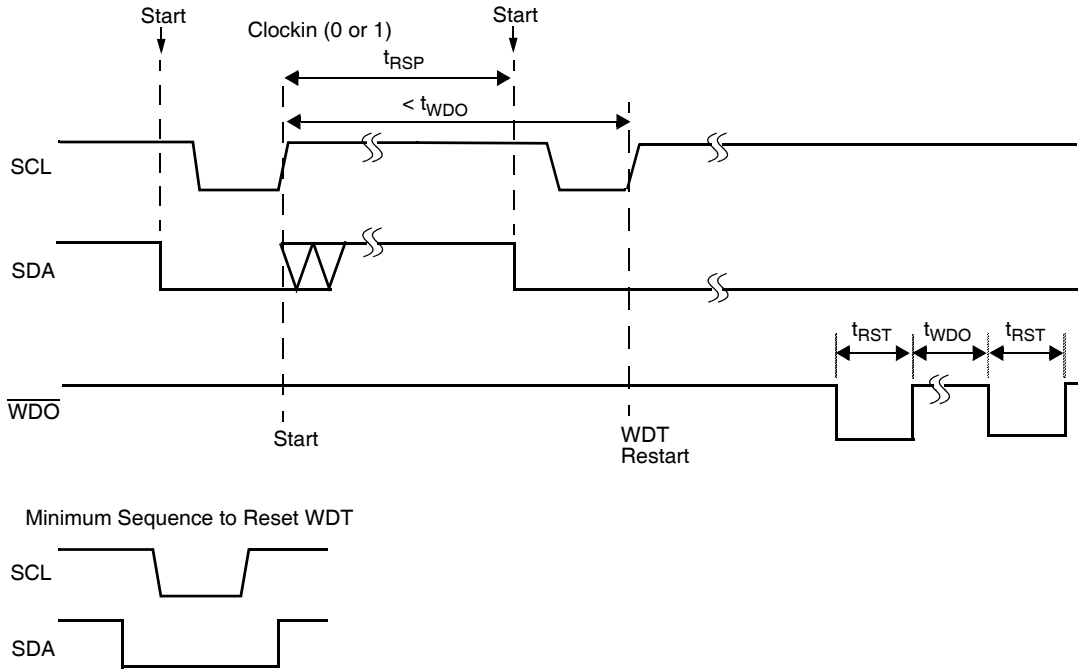 Start
Start
Clockin (0 or 1)
tRSP
< tWDO
SCL
SDA
tRST
tWDO
tRST
WDO
Start
WDT
Restart
Minimum Sequence to Reset WDT
SCL
SDA